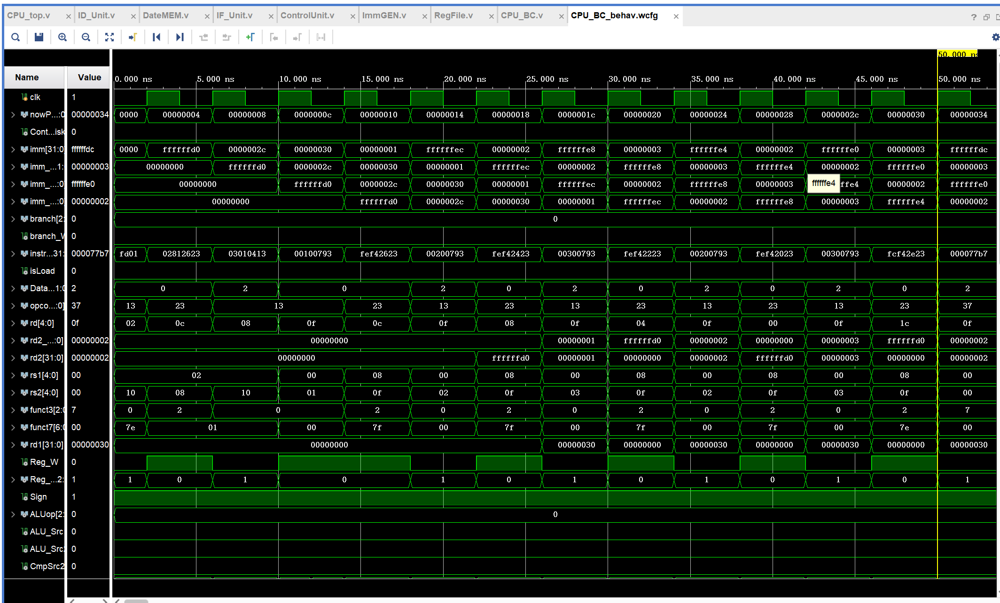 CPU_top.v × ID_Unit.v × DateMEM.v × IF_Unit.v × ControlUnit.v × ImmGEN.v × RegFile.v × CPU_BC.v × CPU_BC_behav.wcfg × ?
50.000 ns
Name Value 0.000 ns 5.000 ns 10.000 ns 15.000 ns 20.000 ns 25.000 ns 30.000 ns 35.000 ns 40.000 ns 45.000 ns 50.000 ns
clk 1
nowP...:0 00000034 0000 00000004 00000008 0000000c 00000010 00000014 00000018 0000001c 00000020 00000024 00000028 0000002c 00000030 00000034
Cont...isk 0
imm[31:0 ffffffdc 0000 ffffffd0 0000002c 00000030 00000001 ffffffec 00000002 ffffffe8 00000003 ffffffe4 00000002 ffffffe0 00000003 ffffffdc
imm_...1: 00000003 00000000 ffffffd0 0000002c 00000030 00000001 ffffffec 00000002 ffffffe8 00000003 ffffffe4 00000002 ffffffe0 00000003
imm_...:0 ffffffe0 00000000 ffffffd0 0000002c 00000030 00000001 ffffffec 00000002 ffffffe8 00000003 ffffffe4 ffe4 00000002 ffffffe0
imm_...:0 00000002 00000000 ffffffd0 0000002c 00000030 00000001 ffffffec 00000002 ffffffe8 00000003 ffffffe4 00000002
branch[2: 0 0
branch_W 0
instr...31: 000077b7 fd01 02812623 03010413 00100793 fef42623 00200793 fef42423 00300793 fef42223 00200793 fef42023 00300793 fcf42e23 000077b7
isLoad 0
Data...1:0 2 0 2 0 2 0 2 0 2 0 2 0 2
opco...:0] 37 13 23 13 23 13 23 13 23 13 23 13 23 37
rd[4:0] 0f 02 0c 08 0f 0c 0f 08 0f 04 0f 00 0f 1c 0f
rd2_...:0] 00000002 00000000 00000001 ffffffd0 00000002 00000000 00000003 ffffffd0 00000002
rd2[31:0] 00000002 00000000 ffffffd0 00000001 00000000 00000002 ffffffd0 00000003 00000000 00000002
rs1[4:0] 00 02 00 08 00 08 00 08 00 08 00 08 00
rs2[4:0] 00 10 08 10 01 0f 02 0f 03 0f 02 0f 03 0f 00
funct3[2:0 7 0 2 0 2 0 2 0 2 0 2 0 2 7
funct7[6:0 00 7e 01 00 7f 00 7f 00 7f 00 7f 00 7e 00
rd1[31:0] 00000030 00000000 00000030 00000000 00000030 00000000 00000030 00000000 00000030
Reg_W 0
Reg_...2: 1 1 0 1 0 1 0 1 0 1 0 1 0 1
Sign 1
ALUop[2: 0 0
ALU_Src 0
ALU_Src: 0
CmpSrc2 0